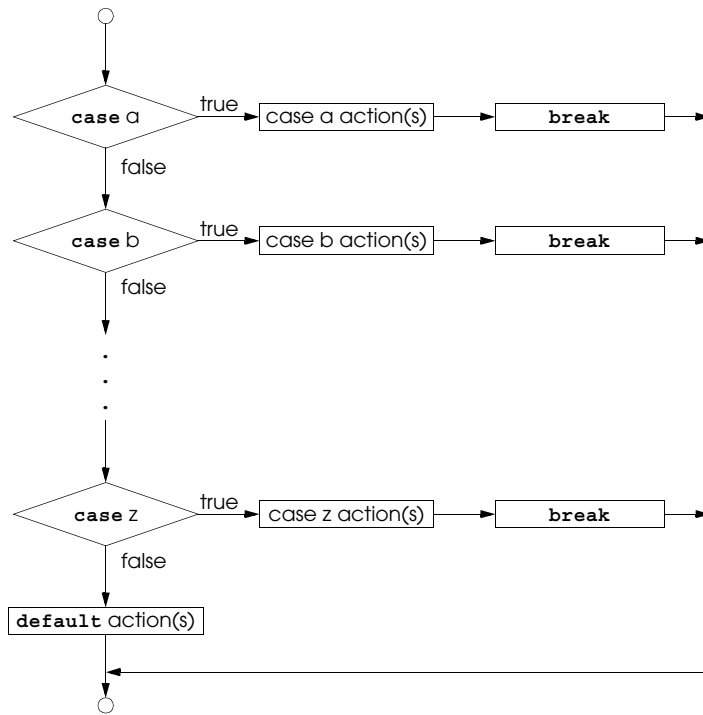 case a
true
case a action(s)
break
false
case b
true
case b action(s)
break
false
.
.
.
case z
true
case z action(s)
break
false
default action(s)